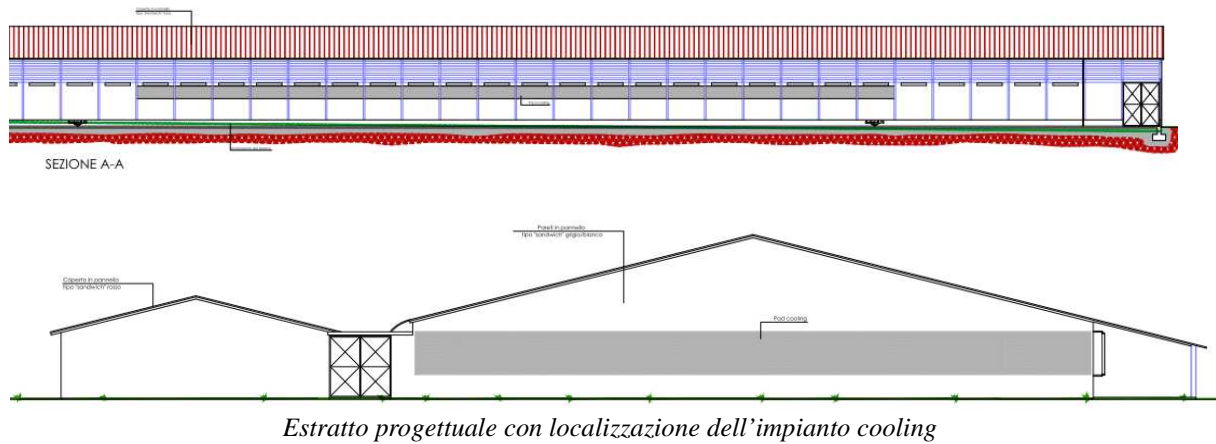 SEZIONE A-A
Pareti in pannello
tipo "sandwich" grigio/bianco
Coperto in pannello
tipo "sandwich" rosso
Pad cooling
Estratto progettuale con localizzazione dell'impianto cooling